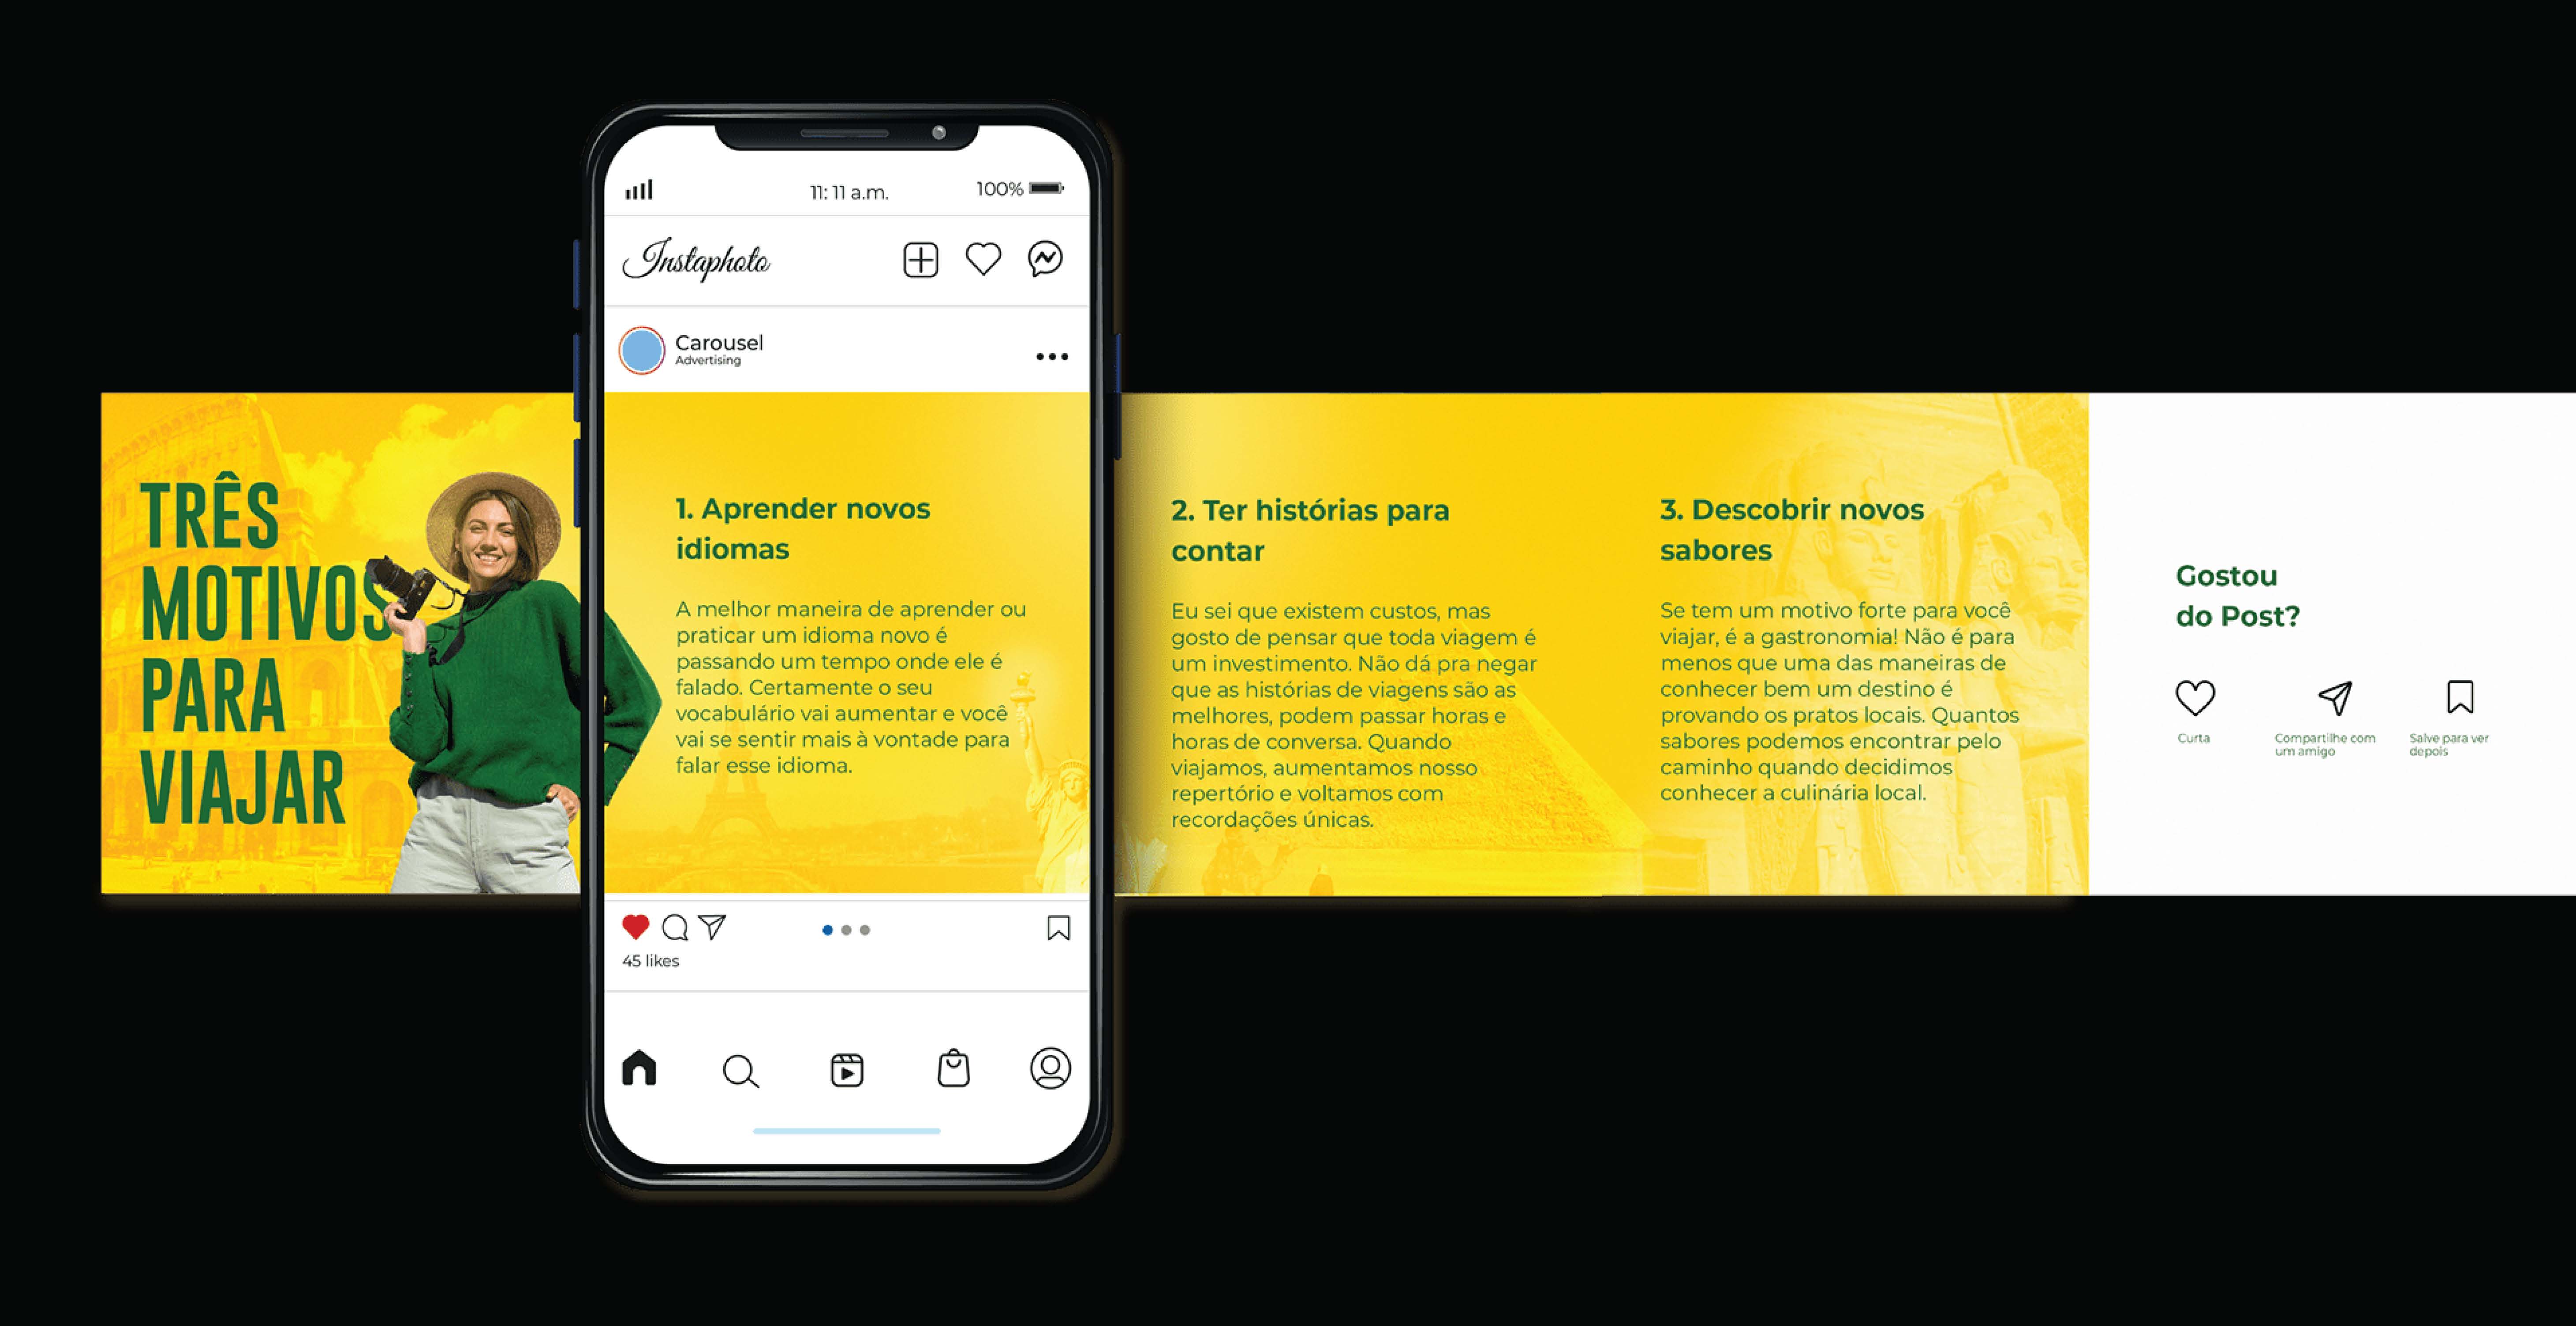 TRÊS
MOTIVOS
PARA
VIAJAR
11: 11 a.m.
100%
Instaphoto
Carousel
Advertising
1. Aprender novos
idiomas
A melhor maneira de aprender ou
praticar um idioma novo é
passando um tempo onde ele é
falado. Certamente o seu
vocabulário vai aumentar e você
vai se sentir mais à vontade para
falar esse idioma.
45 likes
2. Ter histórias para
contar
Eu sei que existem custos, mas
gosto de pensar que toda viagem é
um investimento. Não dá pra negar
que as histórias de viagens são as
melhores, podem passar horas e
horas de conversa. Quando
viajamos, aumentamos nosso
repertório e voltamos com
recordações únicas.
3. Descobrir novos
sabores
Se tem um motivo forte para você
viajar, é a gastronomia! Não é para
menos que uma das maneiras de
conhecer bem um destino é
provando os pratos locais. Quantos
sabores podemos encontrar pelo
caminho quando decidimos
conhecer a culinária local.
Gostou
do Post?
Curta
Compartilhe com
um amigo
Salve para ver
depois